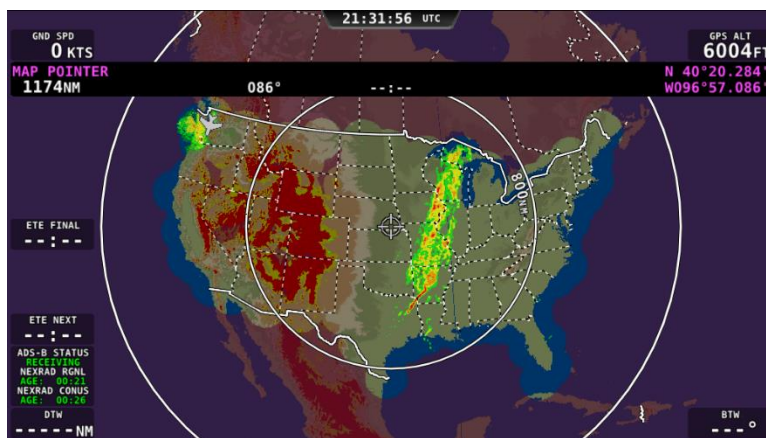 21:31:56 UTC
GND SPD
0 KTS
GPS ALT
6004FT
MAP POINTER
1174NM
086°
--:--
N 40°20.284'
W096°57.086'
800NM
ETE FINAL
--:--
ETE NEXT
--:--
ADS-B STATUS
RECEIVING
NEXRAD RGNL
AGE: 00:21
NEXRAD CONUS
AGE: 00:26
DTW
-----NM
BTW
---°